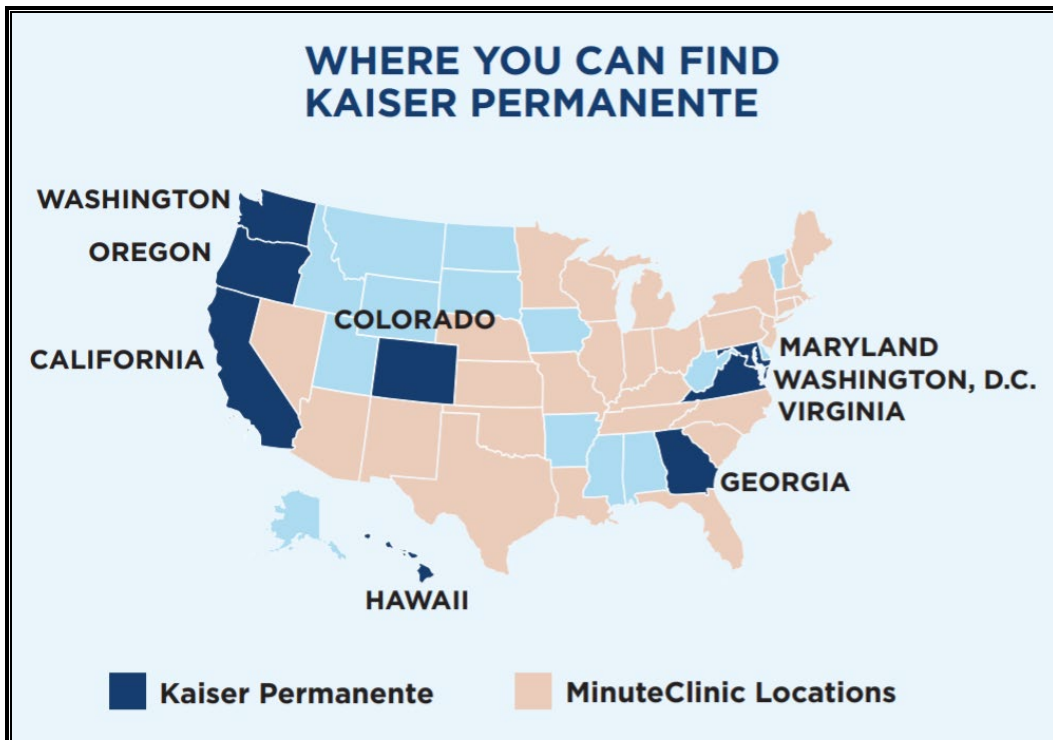 WHERE YOU CAN FIND
KAISER PERMANENTE
WASHINGTON
OREGON
COLORADO
CALIFORNIA
MARYLAND
WASHINGTON, D.C.
VIRGINIA
GEORGIA
HAWAII
Kaiser Permanente
MinuteClinic Locations